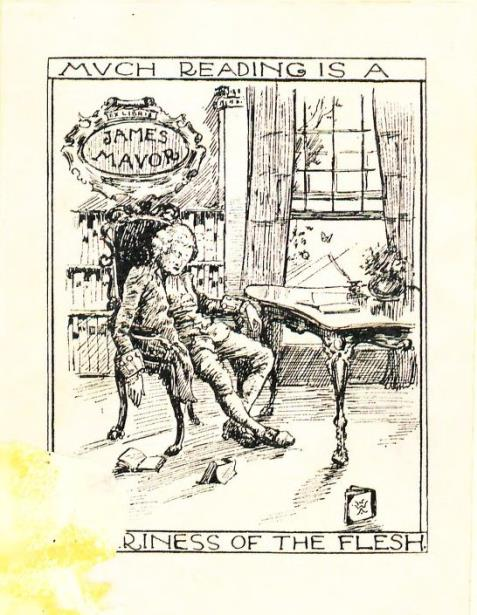 MVCH READING IS A
EX LIBRIS
JAMES
MAVOR
RINESS OF THE FLESH.